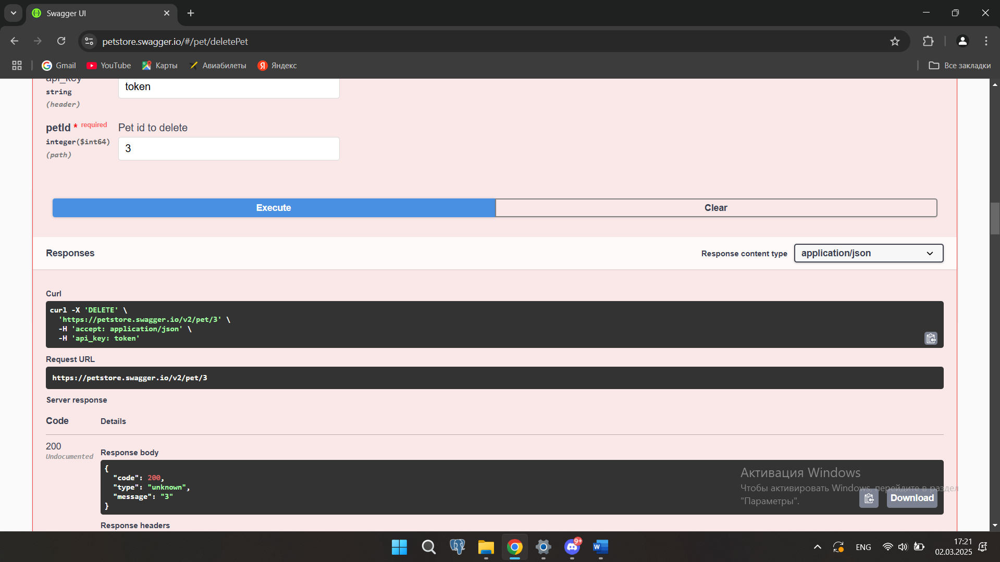 Swagger UI
petstore.swagger.io/#/pet/deletePet
Gmail
YouTube
Карты
Авиабилеты
Яндекс
Все закладки
api_key
token
string
(header)
petId * required
Pet id to delete
integer($int64)
3
(path)
Execute
Clear
Responses
Response content type
application/json
Curl
curl -X 'DELETE' \
'https://petstore.swagger.io/v2/pet/3' \
-H 'accept: application/json' \
-H 'api_key: token'
Request URL
https://petstore.swagger.io/v2/pet/3
Server response
Code
Details
200
Undocumented
Response body
{
"code": 200,
"type": "unknown",
"message": "3"
}
Активация Windows
Чтобы активировать Windows, перейдите в раздел
"Параметры".
Download
Response headers
9+
W
ENG
17:21
02.03.2025